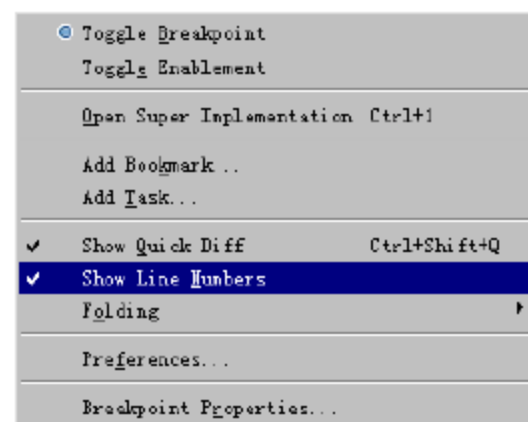 Toggle Breakpoint
Toggle Enablement
Open Super Implementation Ctrl+1
Add Bookmark...
Add Task...
Show Quick Diff Ctrl+Shift+Q
Show Line Numbers
Folding
Preferences...
Breakpoint Properties...